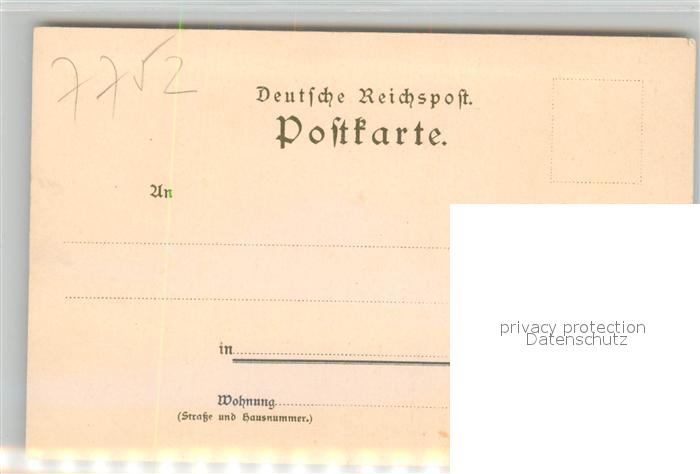 7752
Deutsche Reichspost.
Postkarte.
An
privacy protection
Datenschutz
in
Wohnung
(Straße und Hausnummer.)